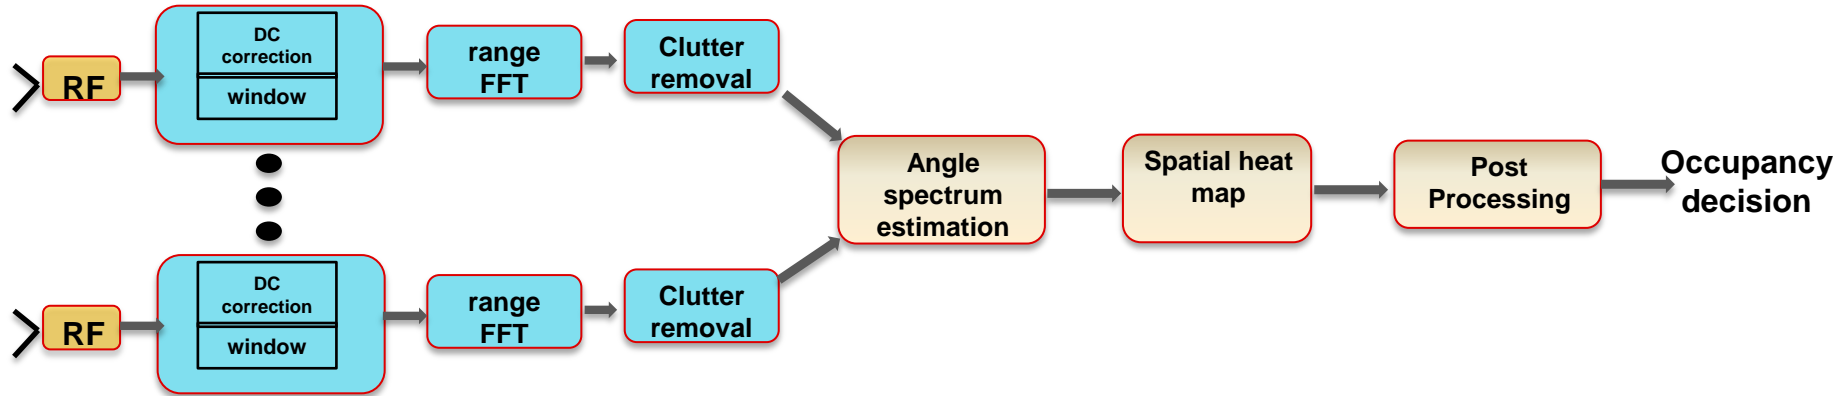 RF
DC
correction
window
range
FFT
Clutter
removal
RF
DC
correction
window
range
FFT
Clutter
removal
Angle
spectrum
estimation
Spatial heat
map
Post
Processing
Occupancy
decision